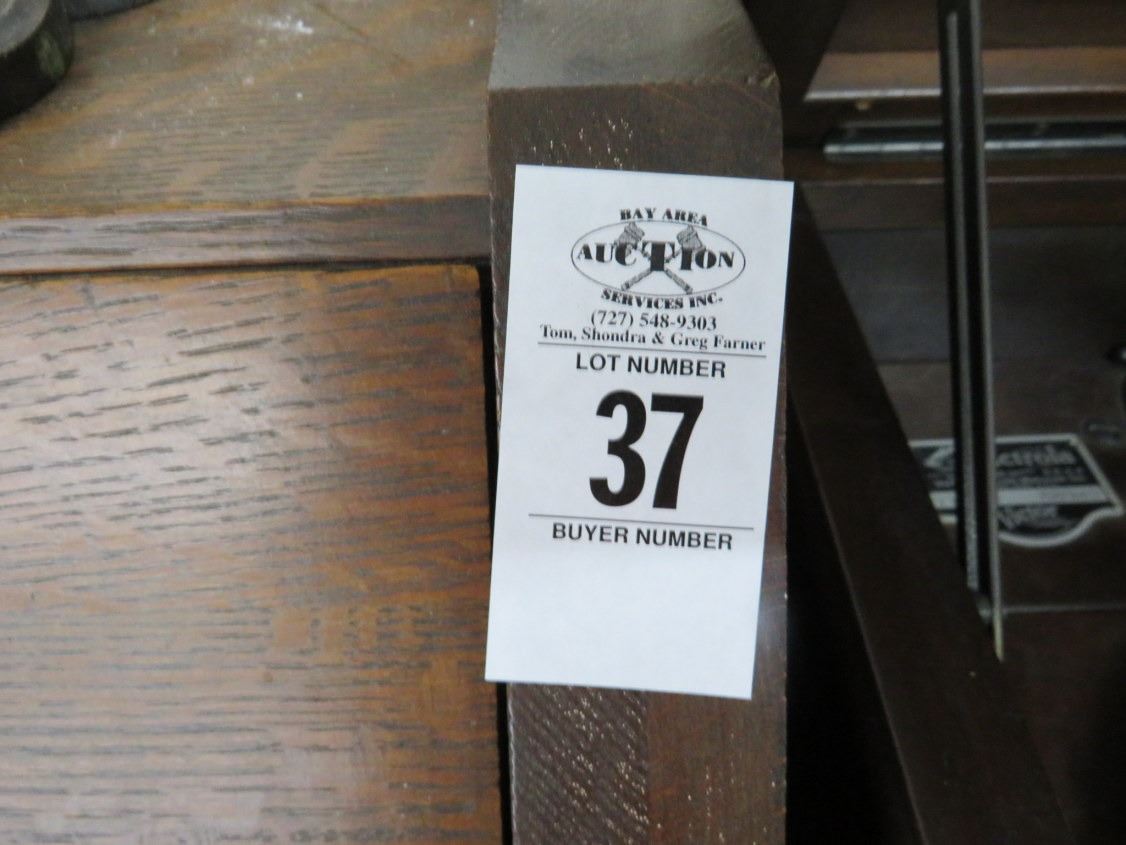 BAY AREA
AUCTION
SERVICES INC.
(727) 548-9303
Tom, Shondra & Greg Farner
LOT NUMBER
37
BUYER NUMBER